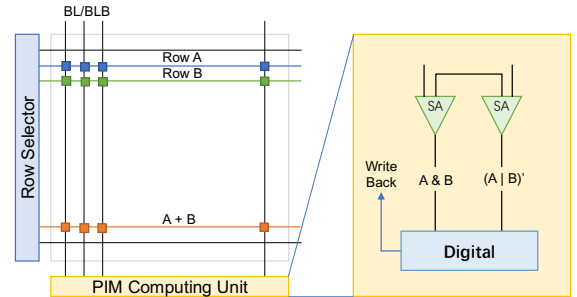 BL/BLB
Row A
Row B
Row Selector
A + B
PIM Computing Unit
SA
SA
Write
Back
A & B
(A | B)'
Digital